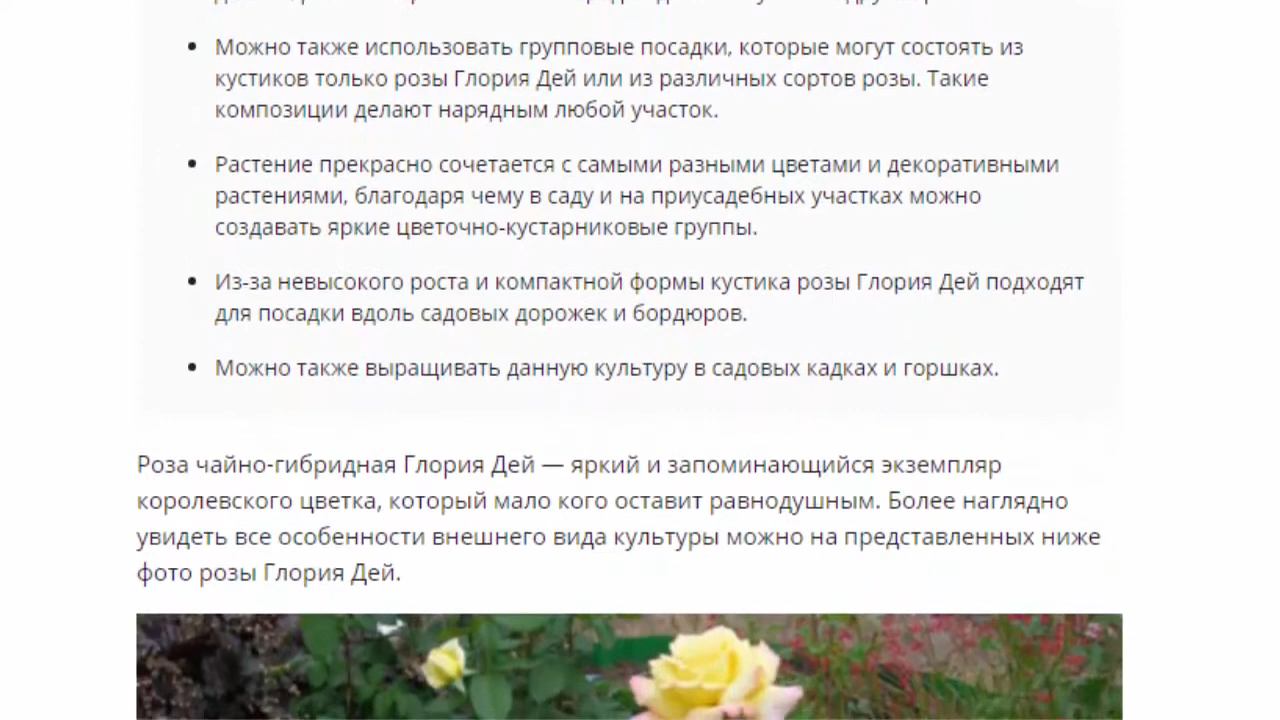 Можно также использовать групповые посадки, которые могут состоять из
кустиков только розы Глория Дей или из различных сортов розы. Такие
композиции делают нарядным любой участок.
Растение прекрасно сочетается с самыми разными цветами и декоративными
растениями, благодаря чему в саду и на приусадебных участках можно
создавать яркие цветочно-кустарниковые группы.
Из-за невысокого роста и компактной формы кустика розы Глория Дей подходят
для посадки вдоль садовых дорожек и бордюров.
Можно также выращивать данную культуру в садовых кадках и горшках.
Роза чайно-гибридная Глория Дей — яркий и запоминающийся экземпляр
королевского цветка, который мало кого оставит равнодушным. Более наглядно
увидеть все особенности внешнего вида культуры можно на представленных ниже
фото розы Глория Дей.